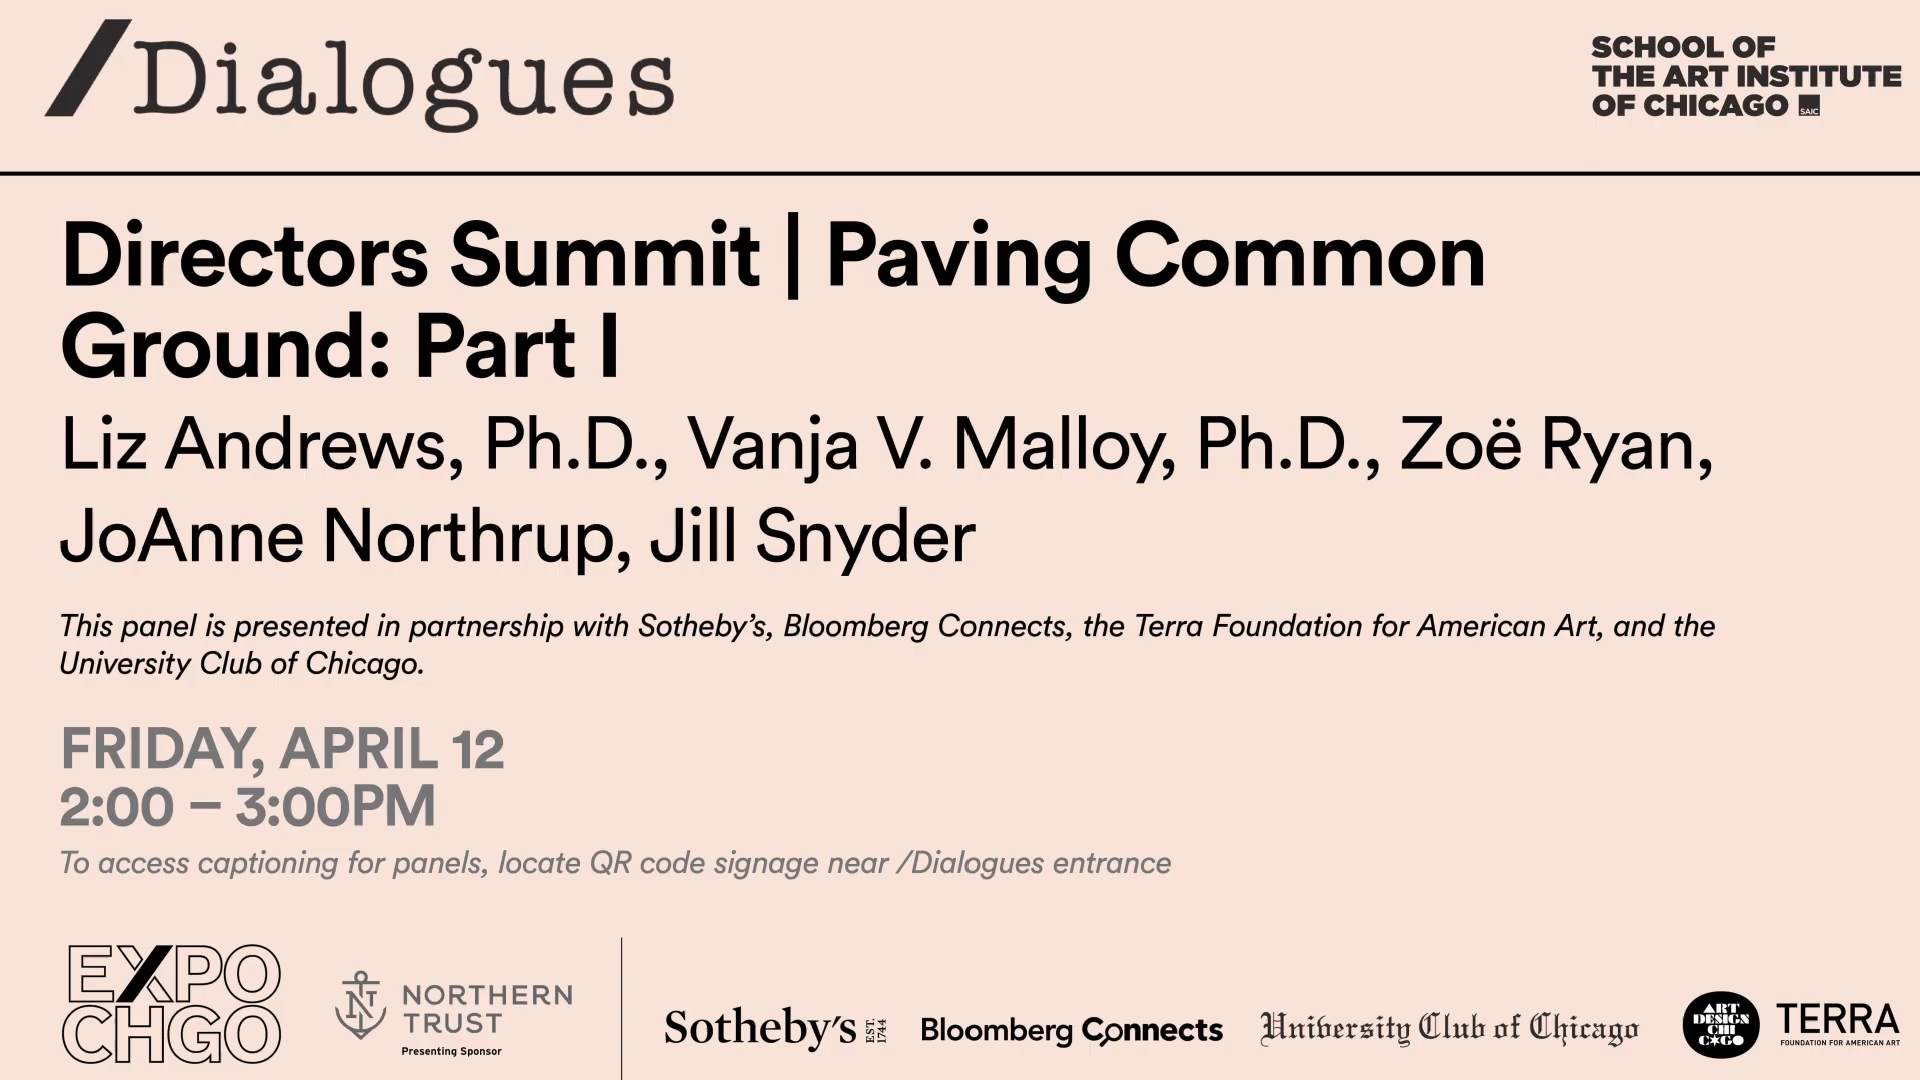 /Dialogues
SCHOOL OF
THE ART INSTITUTE
OF CHICAGO SAIC
Directors Summit | Paving Common
Ground: Part I
Liz Andrews, Ph.D., Vanja V. Malloy, Ph.D., Zoë Ryan,
JoAnne Northrup, Jill Snyder
This panel is presented in partnership with Sotheby’s, Bloomberg Connects, the Terra Foundation for American Art, and the
University Club of Chicago.
FRIDAY, APRIL 12
2:00 – 3:00PM
To access captioning for panels, locate QR code signage near /Dialogues entrance
EXPO
CHGO
N
NORTHERN
TRUST
Presenting Sponsor
Sotheby's EST. 1744
Bloomberg Connects
University Club of Chicago
ART
DESIGN
CHI
C★GO
TERRA
FOUNDATION FOR AMERICAN ART